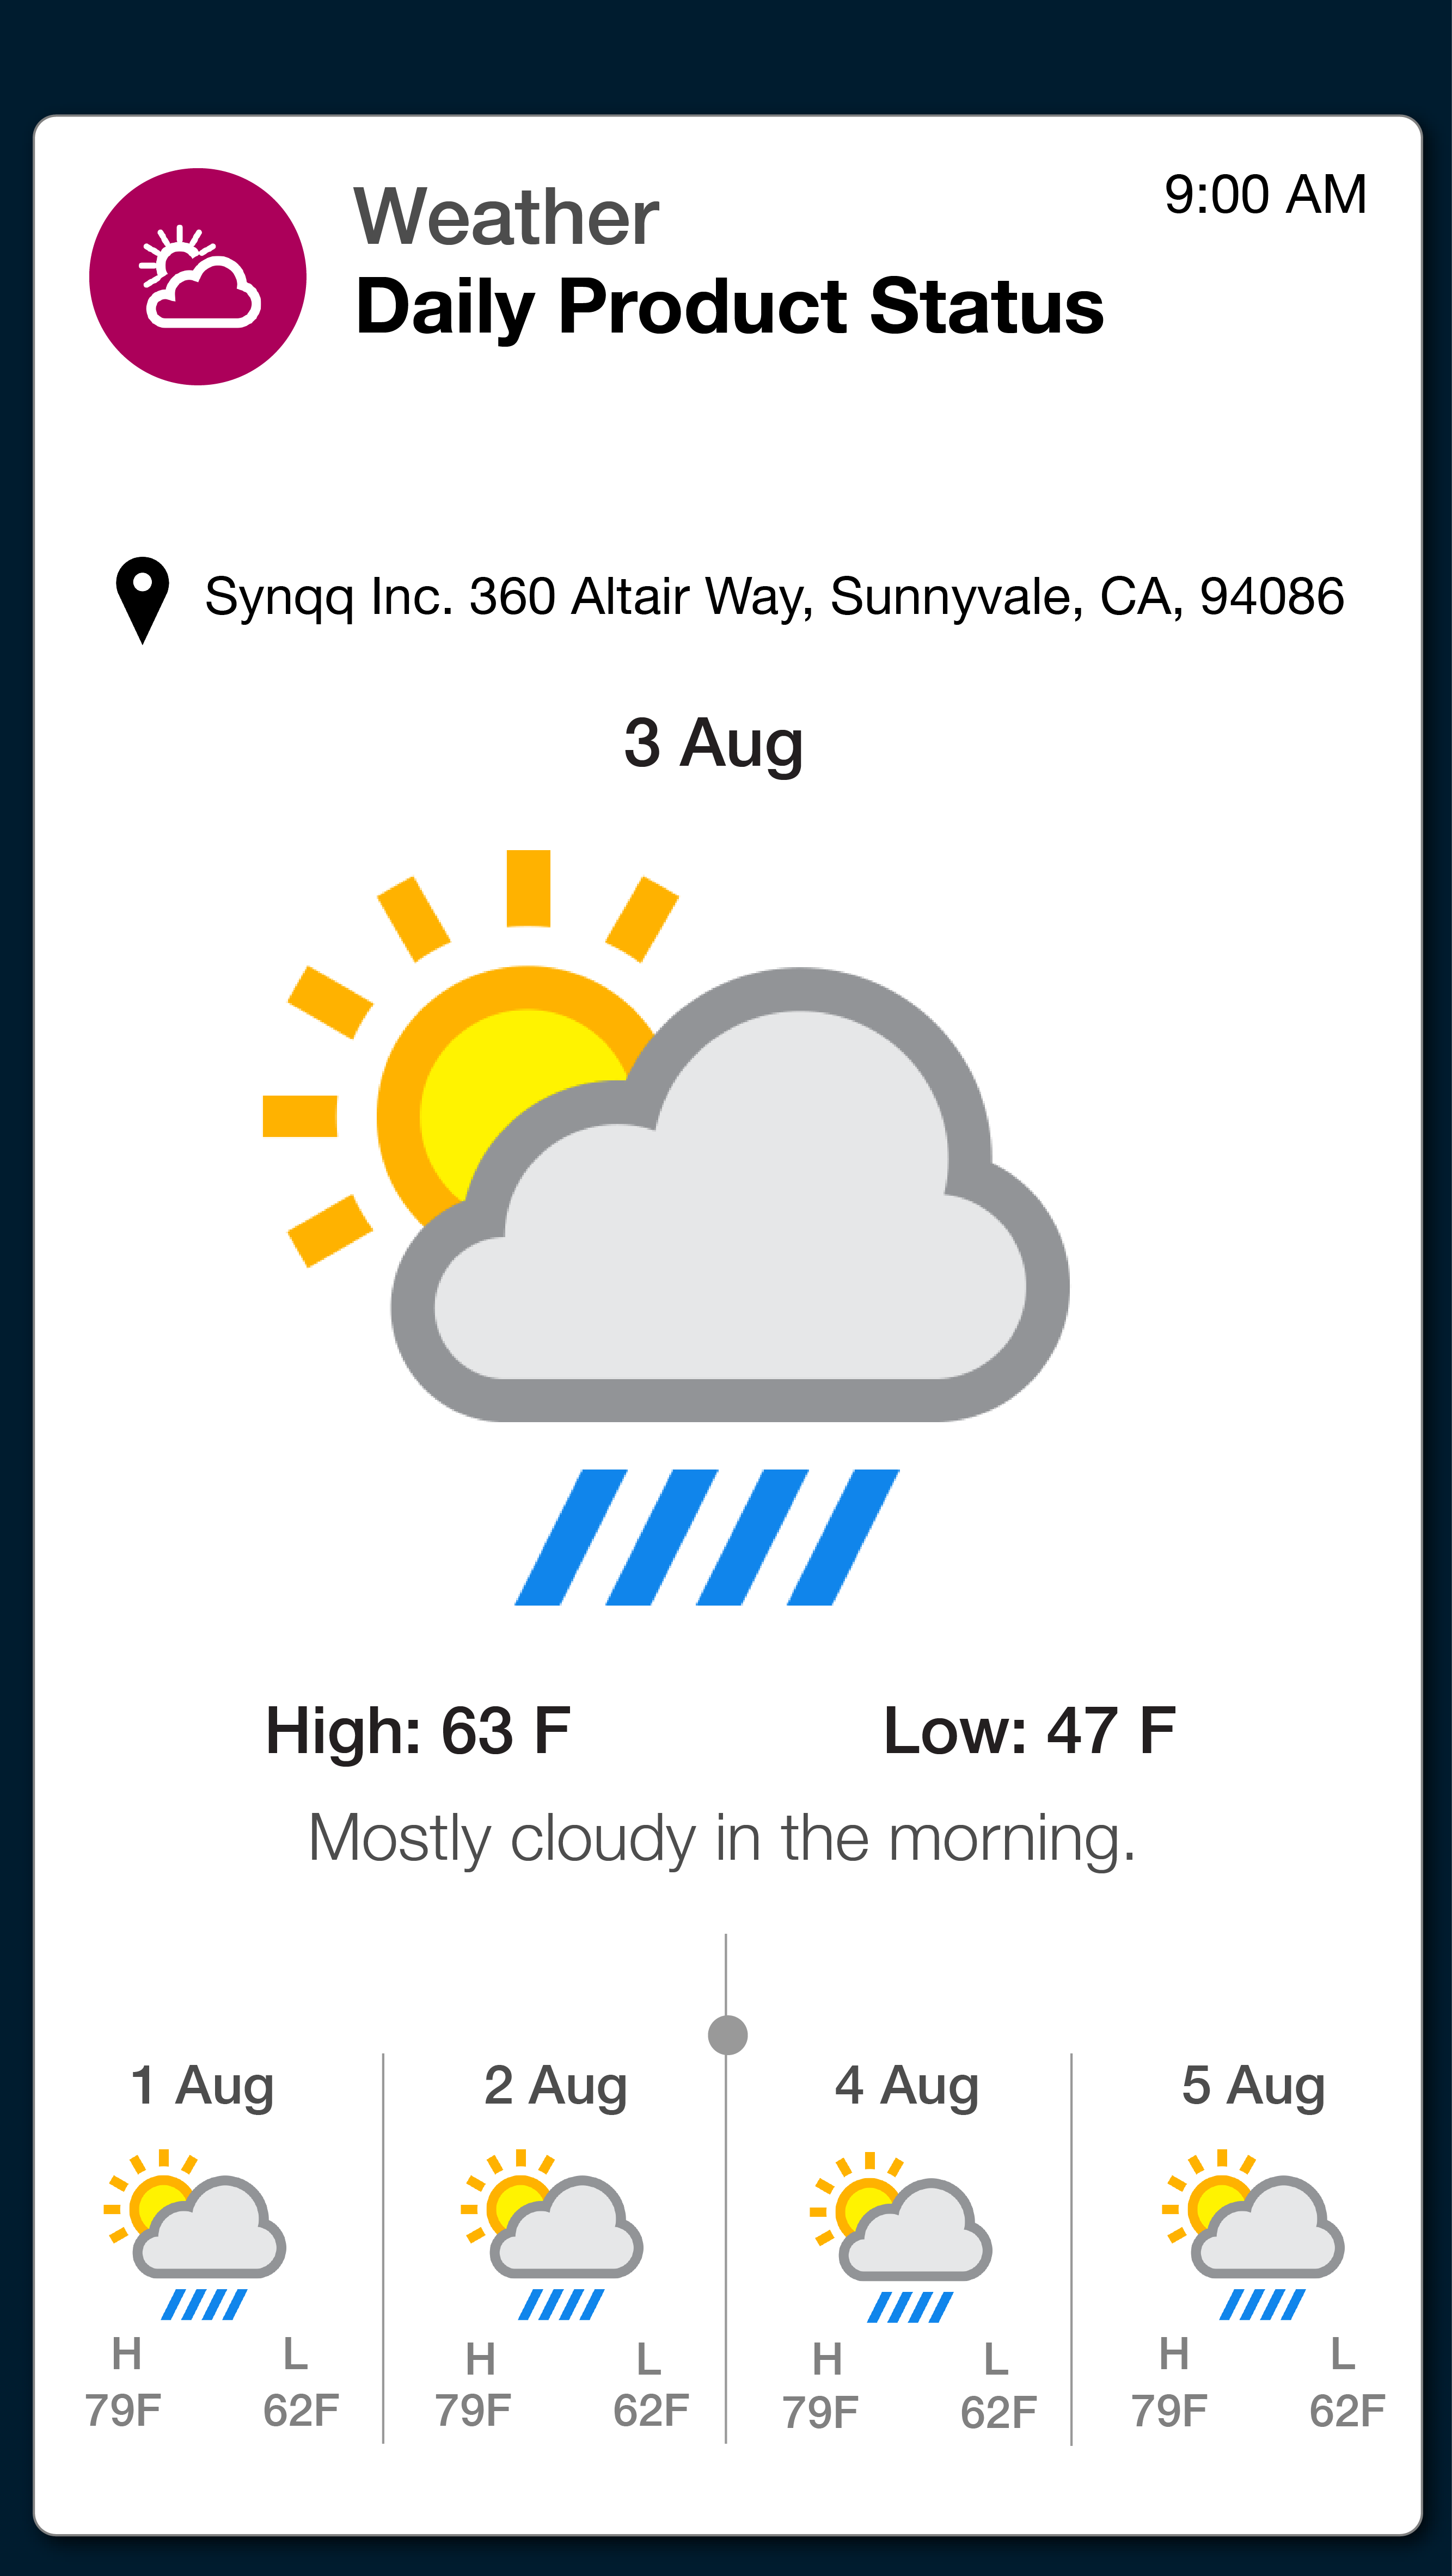 9:00 AM
Weather
Daily Product Status
Synqq Inc. 360 Altair Way, Sunnyvale, CA, 94086
3 Aug
High: 63 F Low: 47 F
Mostly cloudy in the morning.
1 Aug 2 Aug 4 Aug 5 Aug
H L H L H L H L
79F 62F 79F 62F 79F 62F 79F 62F